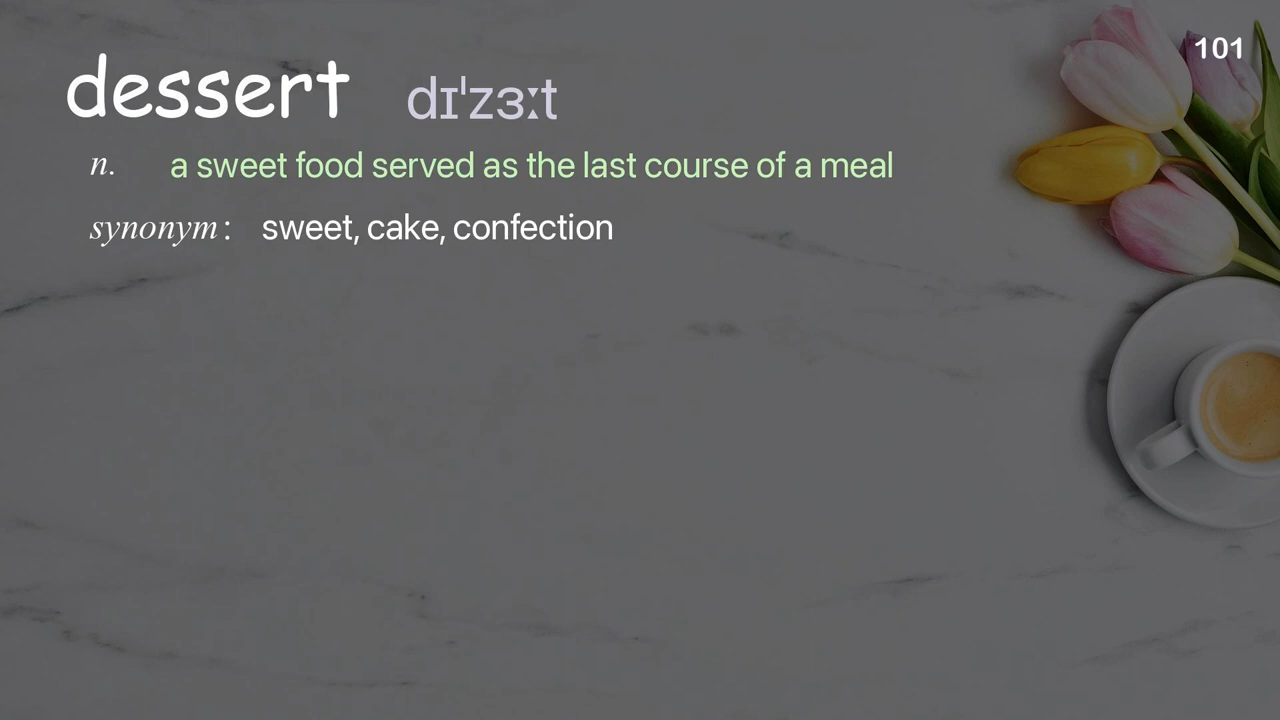 101
dessert dɪˈzɜːt
n. a sweet food served as the last course of a meal
synonym : sweet, cake, confection